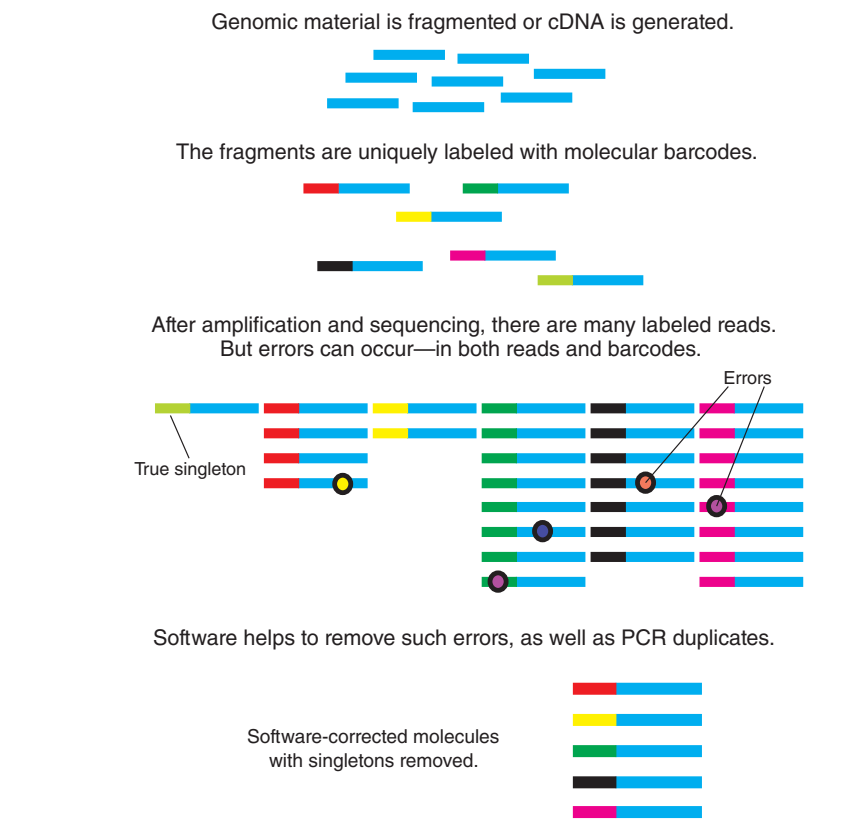 Genomic material is fragmented or cDNA is generated.
The fragments are uniquely labeled with molecular barcodes.
After amplification and sequencing, there are many labeled reads.
But errors can occur—in both reads and barcodes.
Errors
True singleton
Software helps to remove such errors, as well as PCR duplicates.
Software-corrected molecules
with singletons removed.